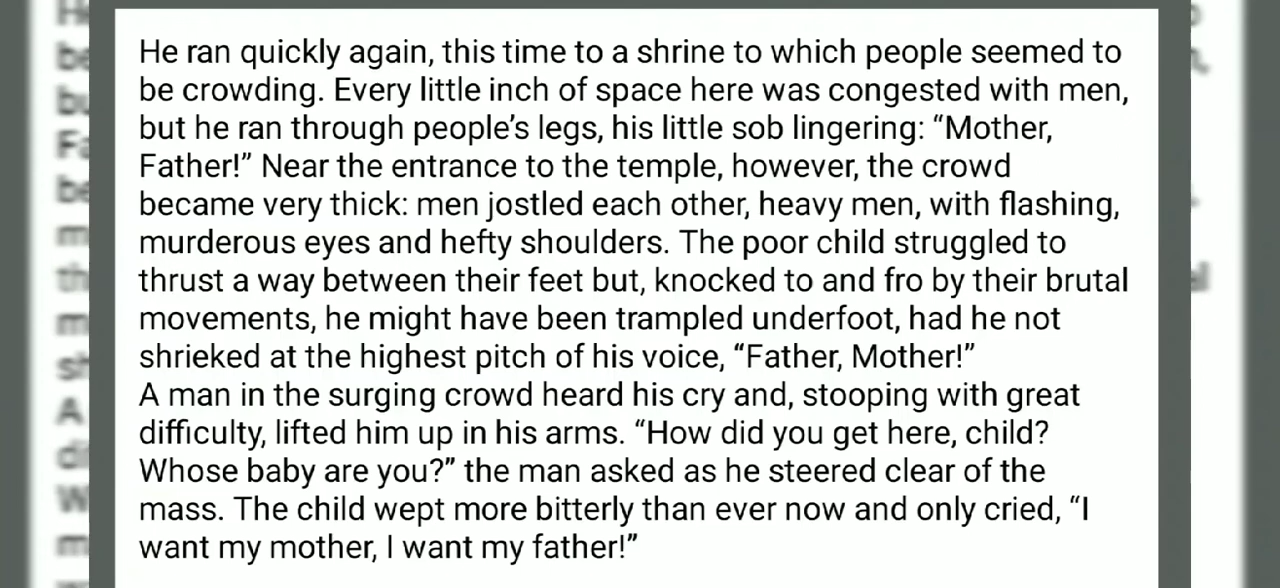 He ran quickly again, this time to a shrine to which people seemed to
be crowding. Every little inch of space here was congested with men,
but he ran through people’s legs, his little sob lingering: “Mother,
Father!” Near the entrance to the temple, however, the crowd
became very thick: men jostled each other, heavy men, with flashing,
murderous eyes and hefty shoulders. The poor child struggled to
thrust a way between their feet but, knocked to and fro by their brutal
movements, he might have been trampled underfoot, had he not
shrieked at the highest pitch of his voice, “Father, Mother!”
A man in the surging crowd heard his cry and, stooping with great
difficulty, lifted him up in his arms. “How did you get here, child?
Whose baby are you?” the man asked as he steered clear of the
mass. The child wept more bitterly than ever now and only cried, “I
want my mother, I want my father!”